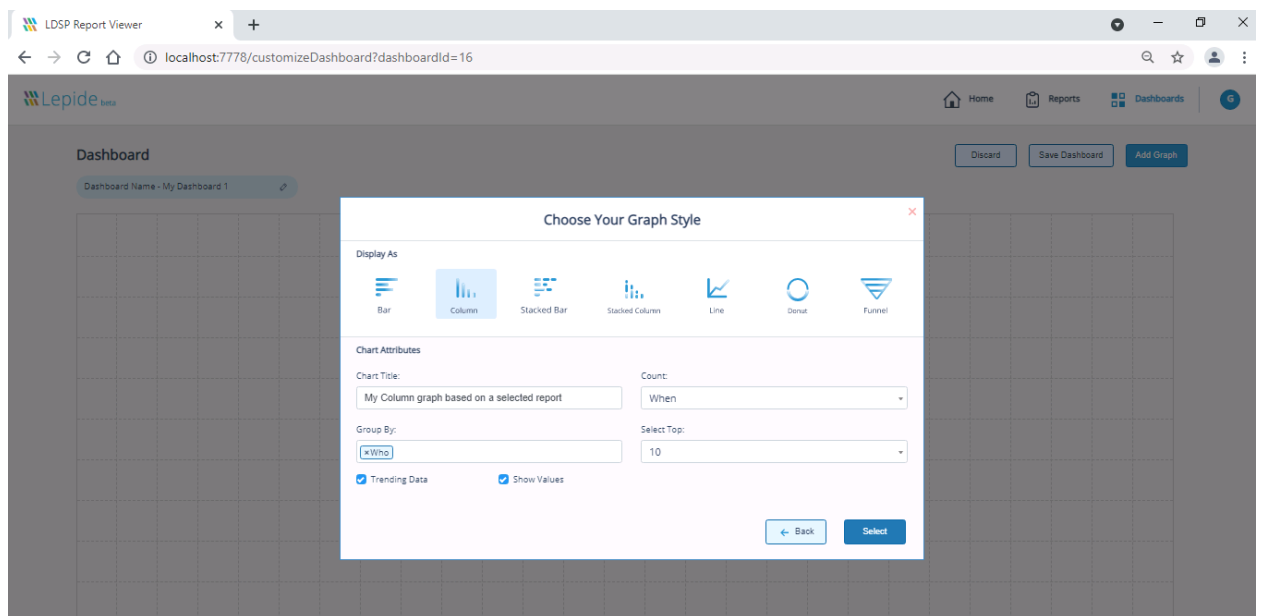 LDSP Report Viewer
localhost:7778/customizeDashboard?dashboardId=16
Lepide beta
Home
Reports
Dashboards
G
Dashboard
Discard
Save Dashboard
Add Graph
Dashboard Name - My Dashboard 1
Choose Your Graph Style
Display As
Bar
Column
Stacked Bar
Stacked Column
Line
Donut
Funnel
Chart Attributes
Chart Title:
Count:
My Column graph based on a selected report
When
Group By:
Select Top:
×Who
10
Trending Data
Show Values
← Back
Select